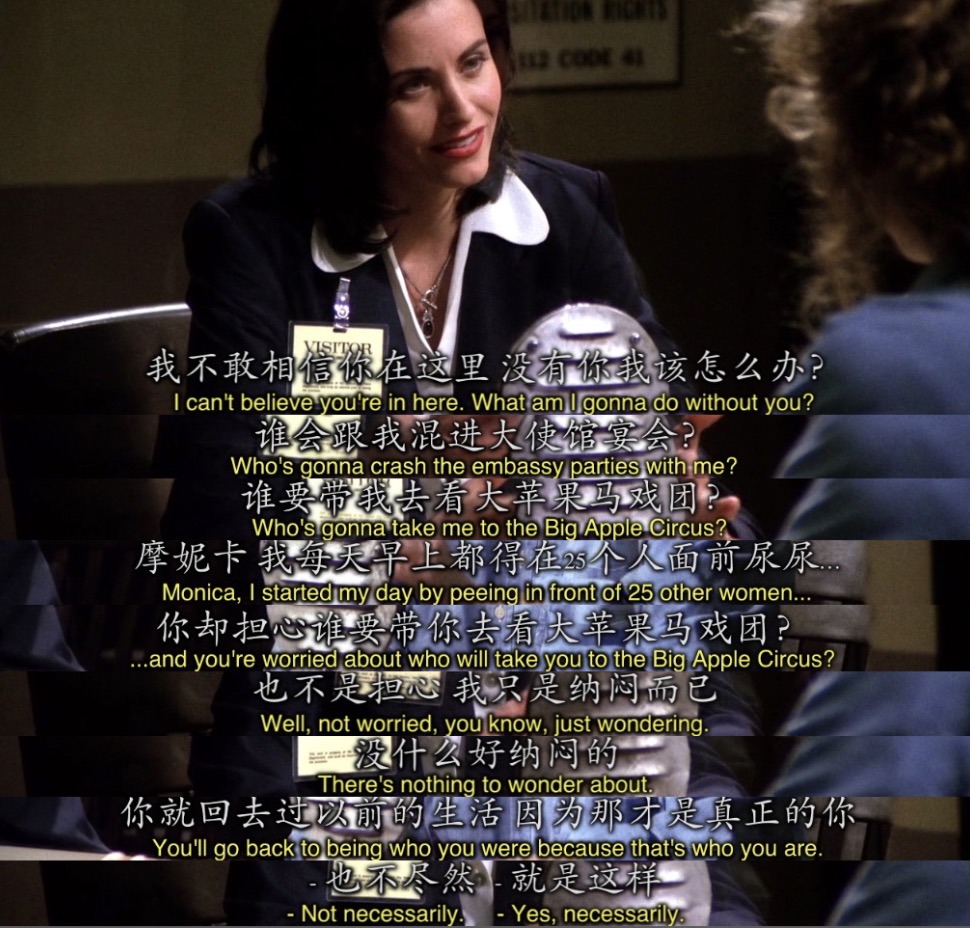 SITATION RIGHTS
112 CODE 41
VISITOR
我不敢相信你在这里 没有你我该怎么办?
I can't believe you're in here. What am I gonna do without you?
谁会跟我混进大使馆宴会?
Who's gonna crash the embassy parties with me?
谁要带我去看大苹果马戏团?
Who's gonna take me to the Big Apple Circus?
摩妮卡 我每天早上都得在25个人面前尿尿...
Monica, I started my day by peeing in front of 25 other women...
你却担心谁要带你去看大苹果马戏团?
...and you're worried about who will take you to the Big Apple Circus?
也不是担心 我只是纳闷而已
Well, not worried, you know, just wondering.
没什么好纳闷的
There's nothing to wonder about.
你就回去过以前的生活 因为那才是真正的你
You'll go back to being who you were because that's who you are.
- 也不尽然 - 就是这样
- Not necessarily. - Yes, necessarily.